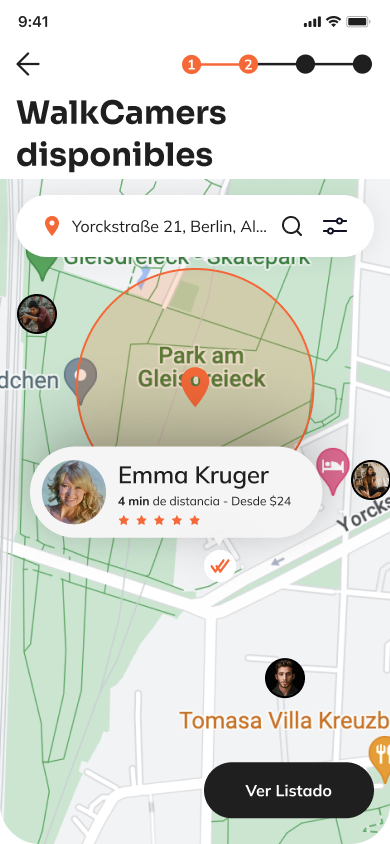 9:41
1 2
WalkCamers
disponibles
Yorckstraße 21, Berlin, Al...
Gleisdreieck - Skatepark
dchen
Park am
Gleisdreieck
Emma Kruger
4 min de distancia - Desde $24
Yorcks
Tomasa Villa Kreuzb
Ver Listado